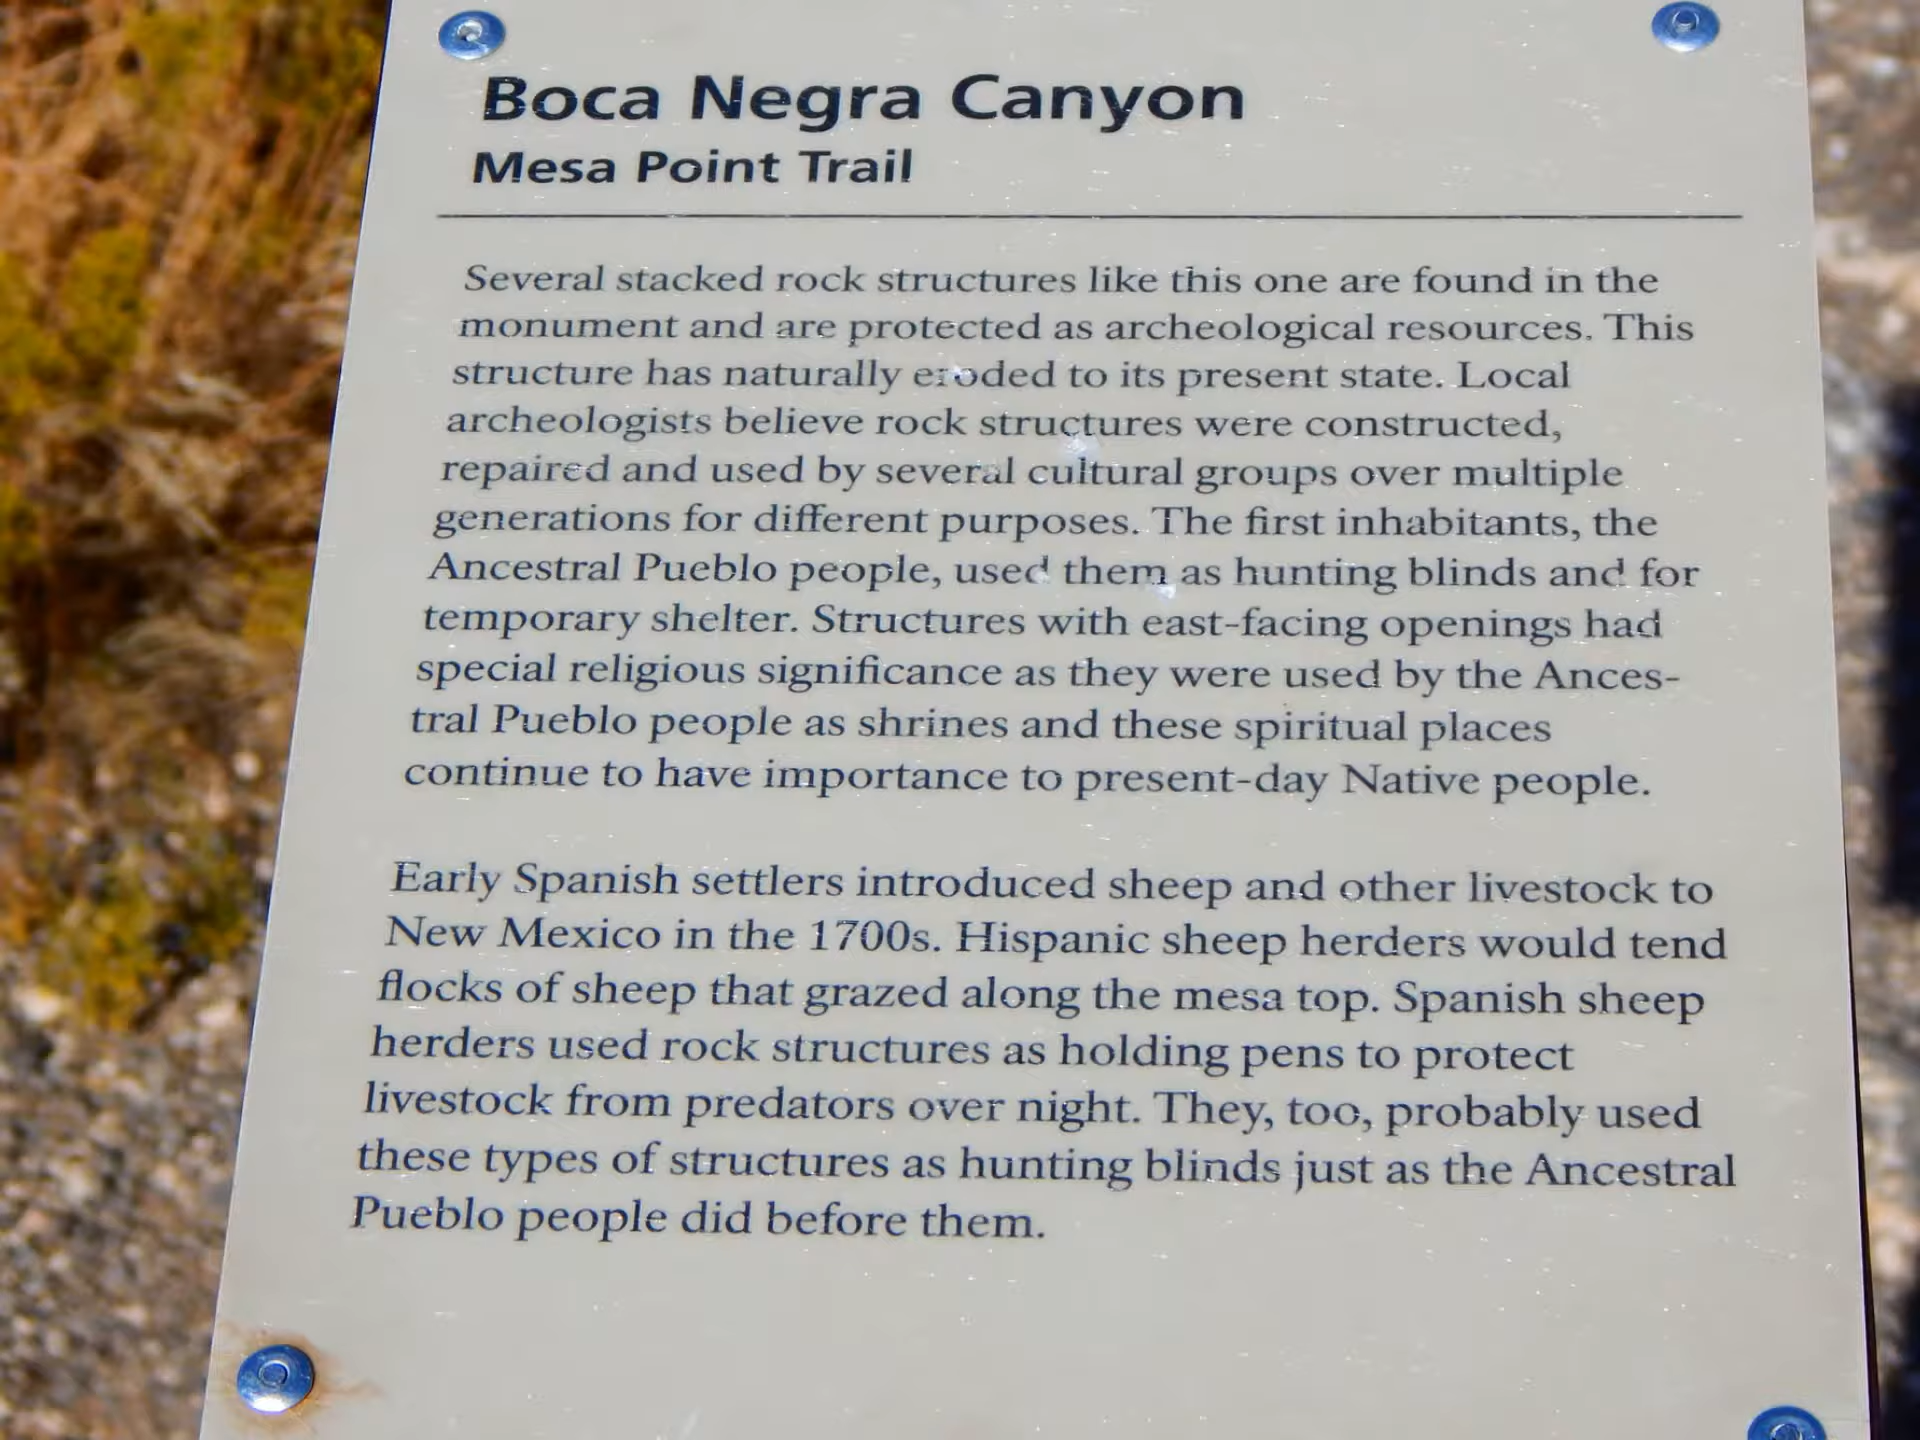 Boca Negra Canyon
Mesa Point Trail
Several stacked rock structures like this one are found in the
monument and are protected as archeological resources. This
structure has naturally eroded to its present state. Local
archeologists believe rock structures were constructed,
repaired and used by several cultural groups over multiple
generations for different purposes. The first inhabitants, the
Ancestral Pueblo people, used them as hunting blinds and for
temporary shelter. Structures with east-facing openings had
special religious significance as they were used by the Ances-
tral Pueblo people as shrines and these spiritual places
continue to have importance to present-day Native people.
Early Spanish settlers introduced sheep and other livestock to
New Mexico in the 1700s. Hispanic sheep herders would tend
flocks of sheep that grazed along the mesa top. Spanish sheep
herders used rock structures as holding pens to protect
livestock from predators over night. They, too, probably used
these types of structures as hunting blinds just as the Ancestral
Pueblo people did before them.